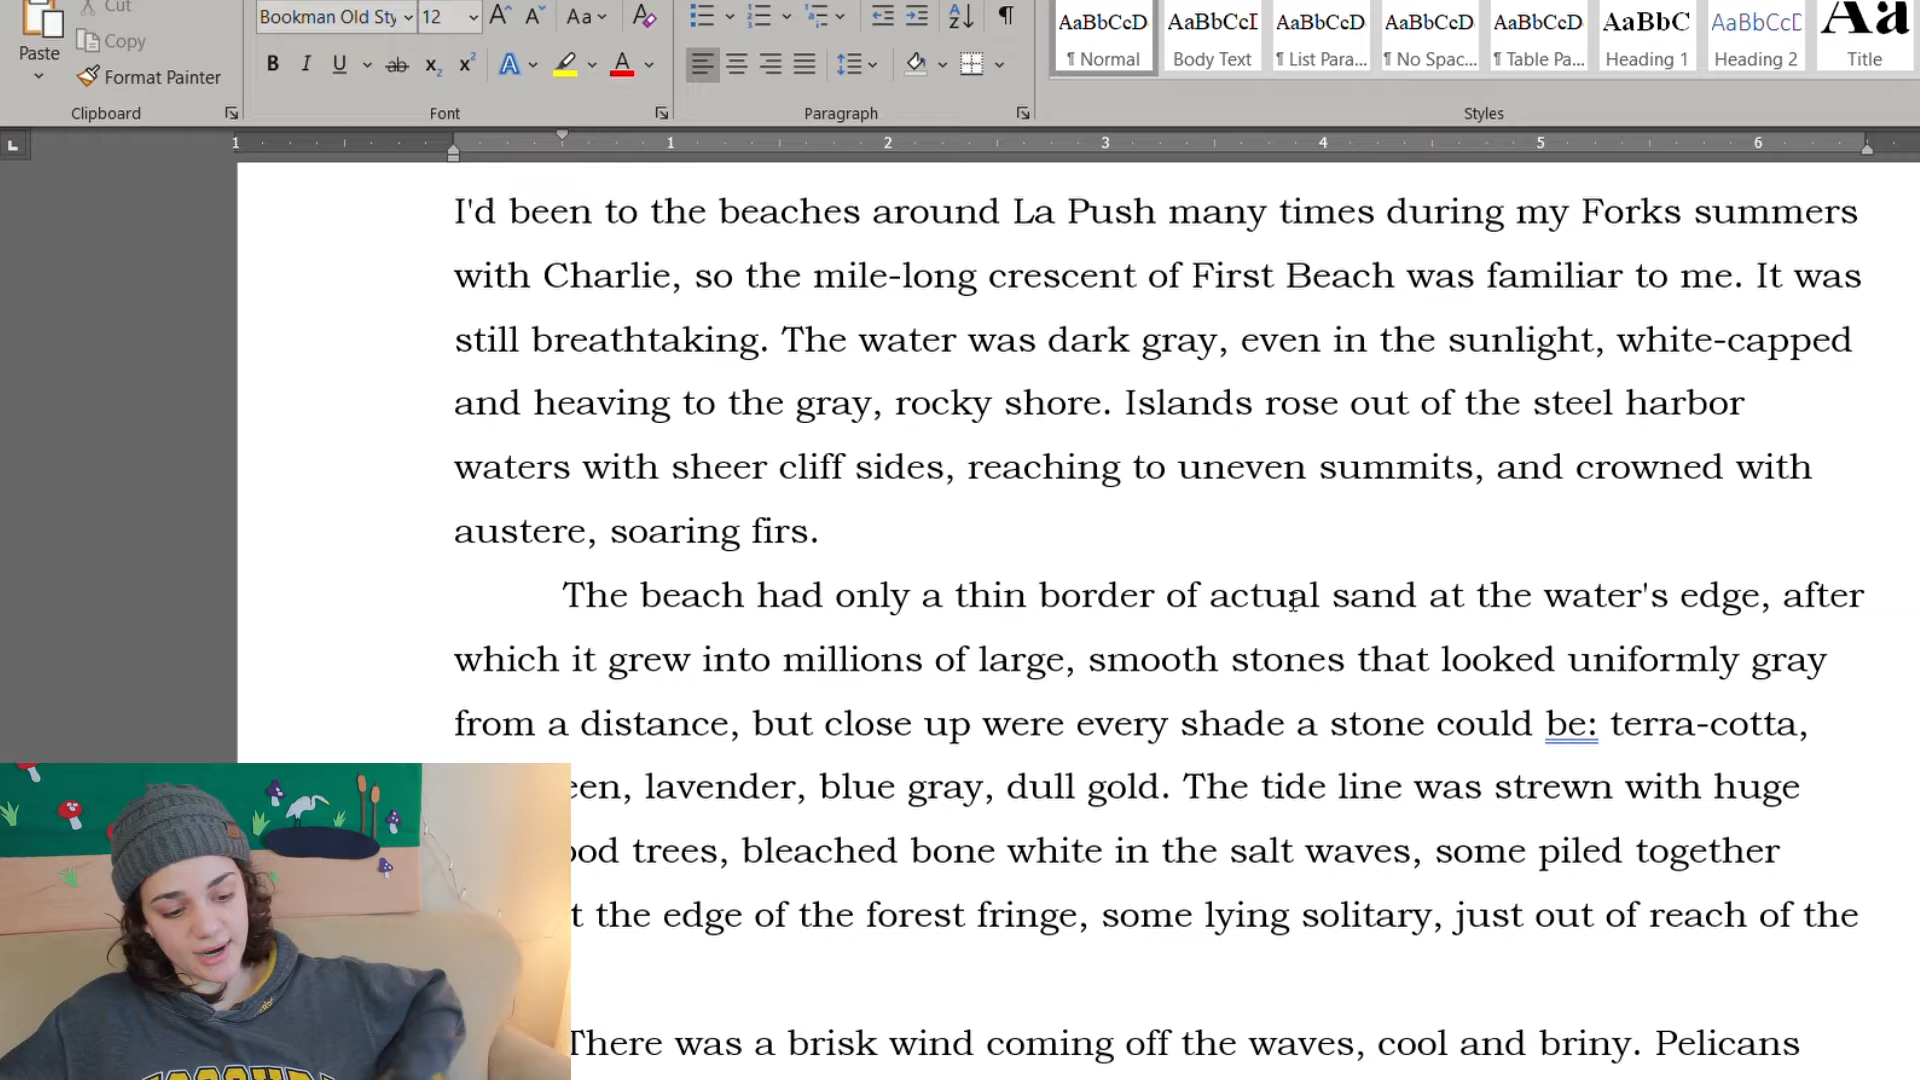 Cut
Copy
Paste
Format Painter
Clipboard
Bookman Old Sty
12
Aa
B I U ab x₂ x² A A
Font
Paragraph
AaBbCcD AaBbCcI AaBbCcD AaBbCcD AaBbCcD AaBbC AaBbCcD Aa
¶ Normal Body Text ¶ List Para... ¶ No Spac... ¶ Table Pa... Heading 1 Heading 2 Title
Styles
1 1 2 3 4 5 6
I'd been to the beaches around La Push many times during my Forks summers
with Charlie, so the mile-long crescent of First Beach was familiar to me. It was
still breathtaking. The water was dark gray, even in the sunlight, white-capped
and heaving to the gray, rocky shore. Islands rose out of the steel harbor
waters with sheer cliff sides, reaching to uneven summits, and crowned with
austere, soaring firs.
The beach had only a thin border of actual sand at the water's edge, after
which it grew into millions of large, smooth stones that looked uniformly gray
from a distance, but close up were every shade a stone could be: terra-cotta,
een, lavender, blue gray, dull gold. The tide line was strewn with huge
ood trees, bleached bone white in the salt waves, some piled together
t the edge of the forest fringe, some lying solitary, just out of reach of the
There was a brisk wind coming off the waves, cool and briny. Pelicans